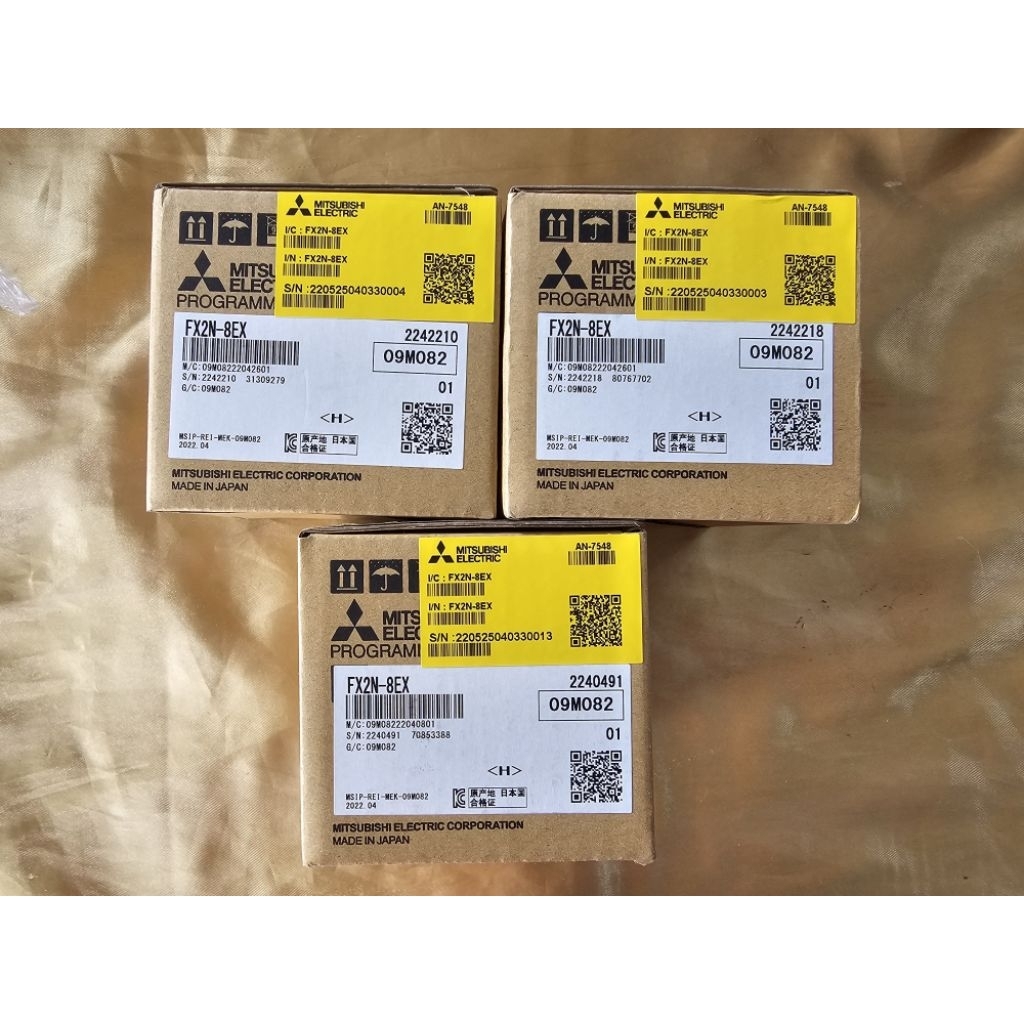 MITSUBISHI
ELECTRIC
AN-7548
I/C : FX2N-8EX
I/N : FX2N-8EX
S/N :220525040330004
MITSU
ELEC
PROGRAMM
FX2N-8EX
2242210
09M082
M/C:09M08222042601
S/N:2242210 31309279
G/C:09M082
01
<H>
MSIP-REI-MEK-09M082
2022.04
原产地 日本国
合格证
MITSUBISHI ELECTRIC CORPORATION
MADE IN JAPAN
MITSUBISHI
ELECTRIC
AN-7548
I/C : FX2N-8EX
I/N : FX2N-8EX
S/N :220525040330003
MITSU
ELEC
PROGRAMM
FX2N-8EX
2242218
09M082
M/C:09M08222042601
S/N:2242218 80767702
G/C:09M082
01
<H>
MSIP-REI-MEK-09M082
2022.04
原产地 日本国
合格证
MITSUBISHI ELECTRIC CORPORATION
MADE IN JAPAN
MITSUBISHI
ELECTRIC
AN-7548
I/C : FX2N-8EX
I/N : FX2N-8EX
S/N :220525040330013
MITS
ELEC
PROGRAMM
FX2N-8EX
2240491
09M082
M/C:09M08222040801
S/N:2240491 70853388
G/C:09M082
01
<H>
MSIP-REI-MEK-09M082
2022.04
原产地 日本国
合格证
MITSUBISHI ELECTRIC CORPORATION
MADE IN JAPAN